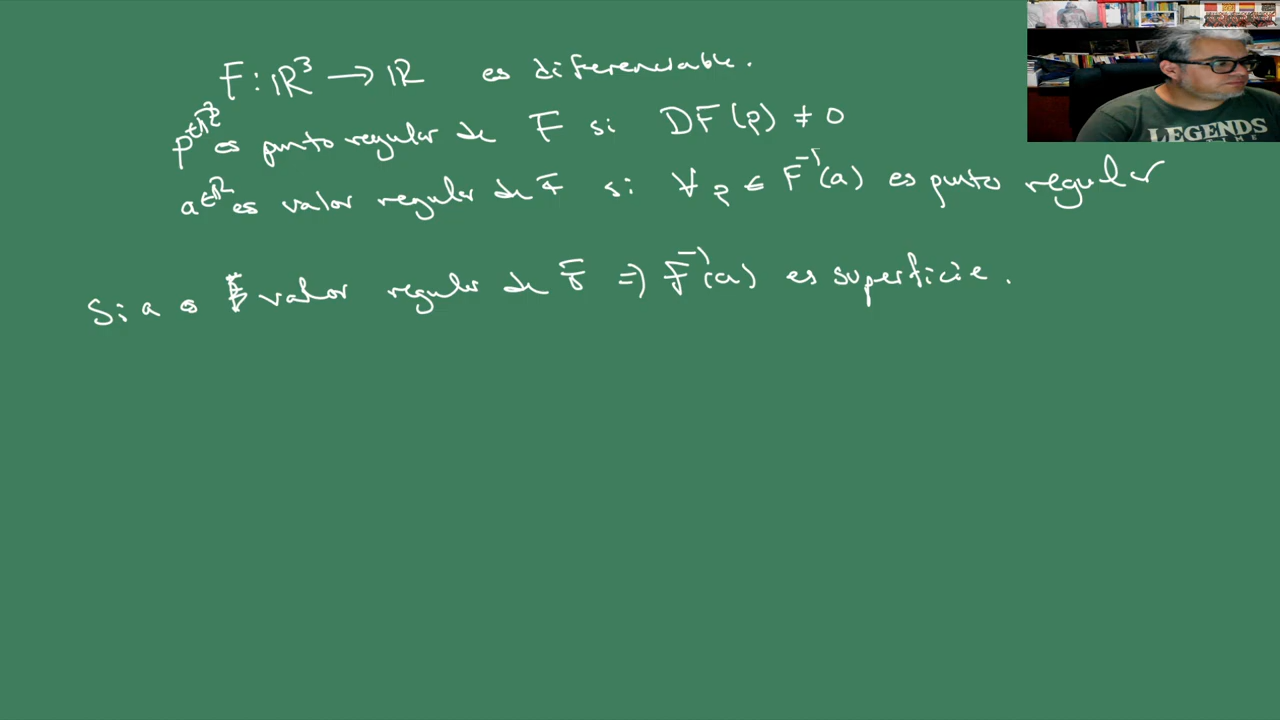 F : ℝ³ → ℝ es diferenciable.
p∈ℝ³ es punto regular de F si DF(p) ≠ 0
a∈ℝ es valor regular de F si ∀ p ∈ F⁻¹(a) es punto regular
Si a es valor regular de F ⇒ F⁻¹(a) es superficie.
LEGENDS